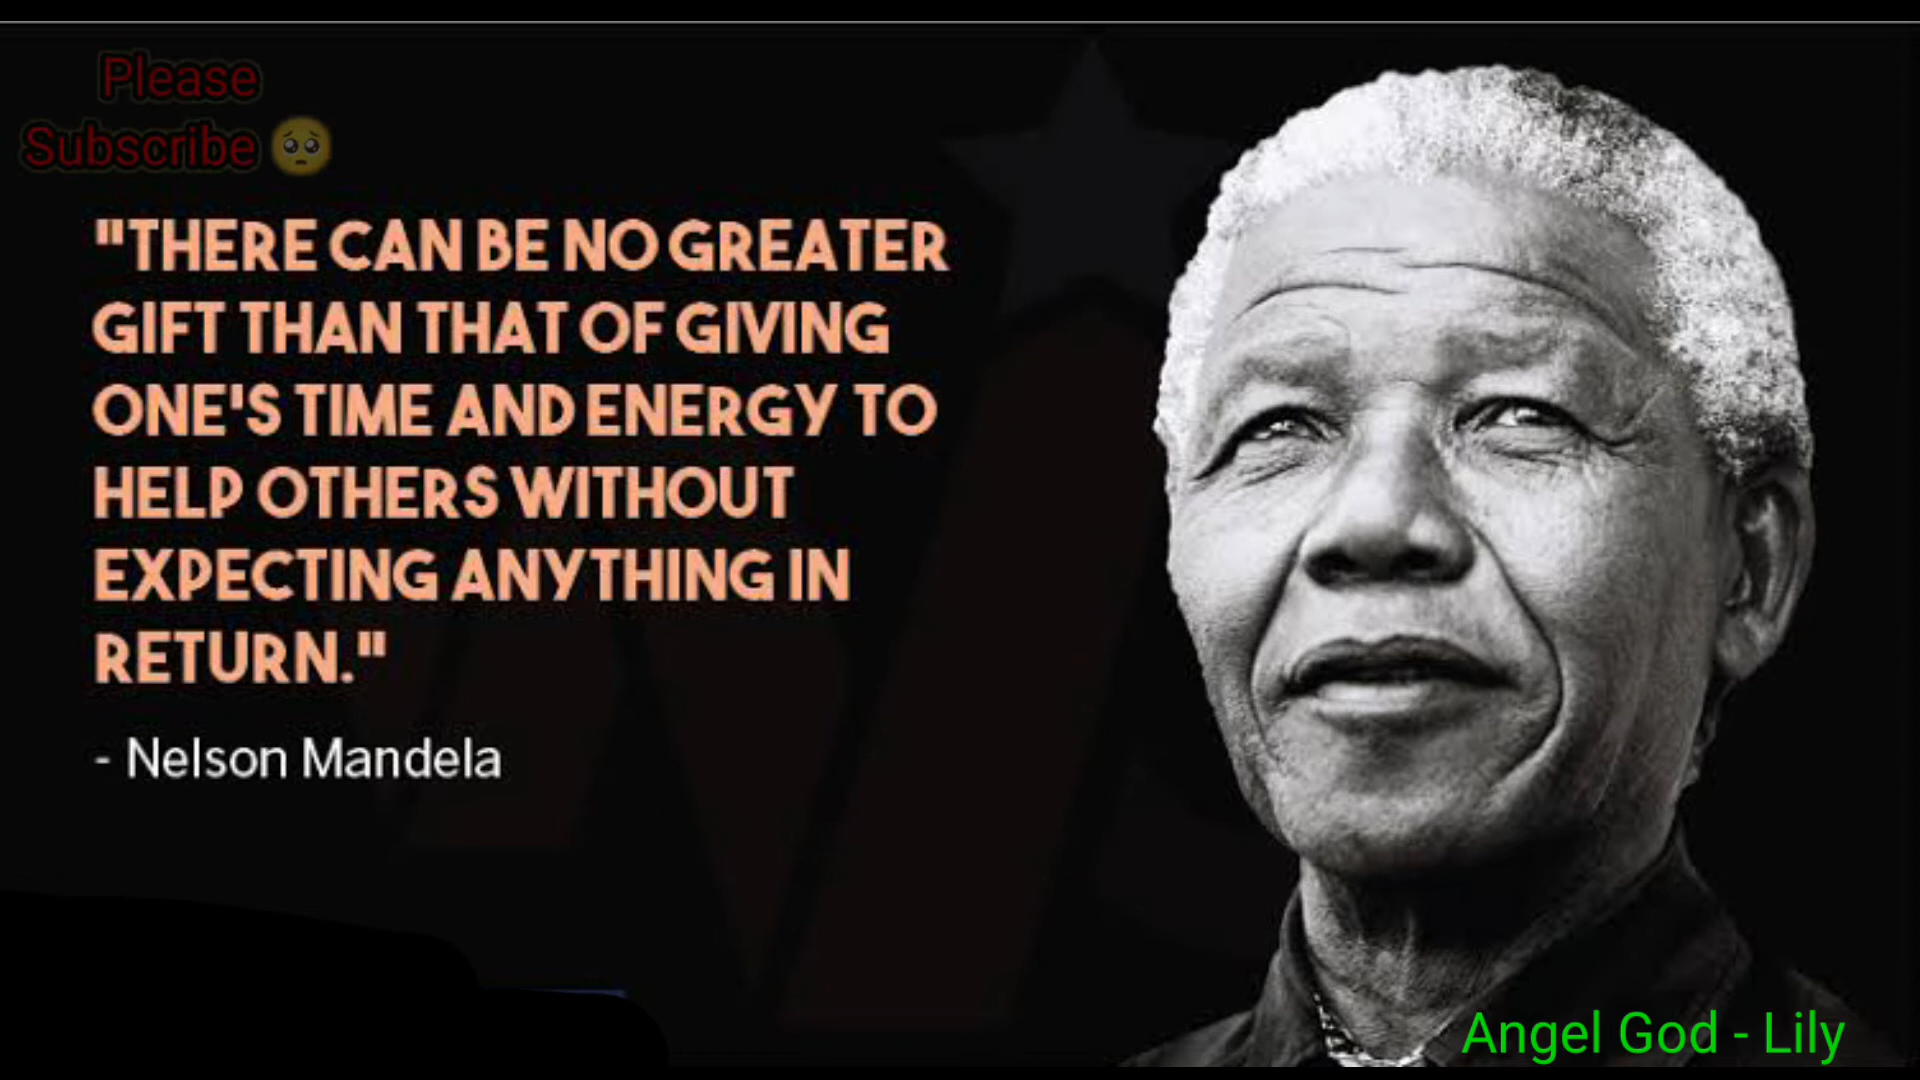 Please
Subscribe 🥺
"THERE CAN BE NO GREATER
GIFT THAN THAT OF GIVING
ONE'S TIME AND ENERGY TO
HELP OTHERS WITHOUT
EXPECTING ANYTHING IN
RETURN."
- Nelson Mandela
Angel God - Lily